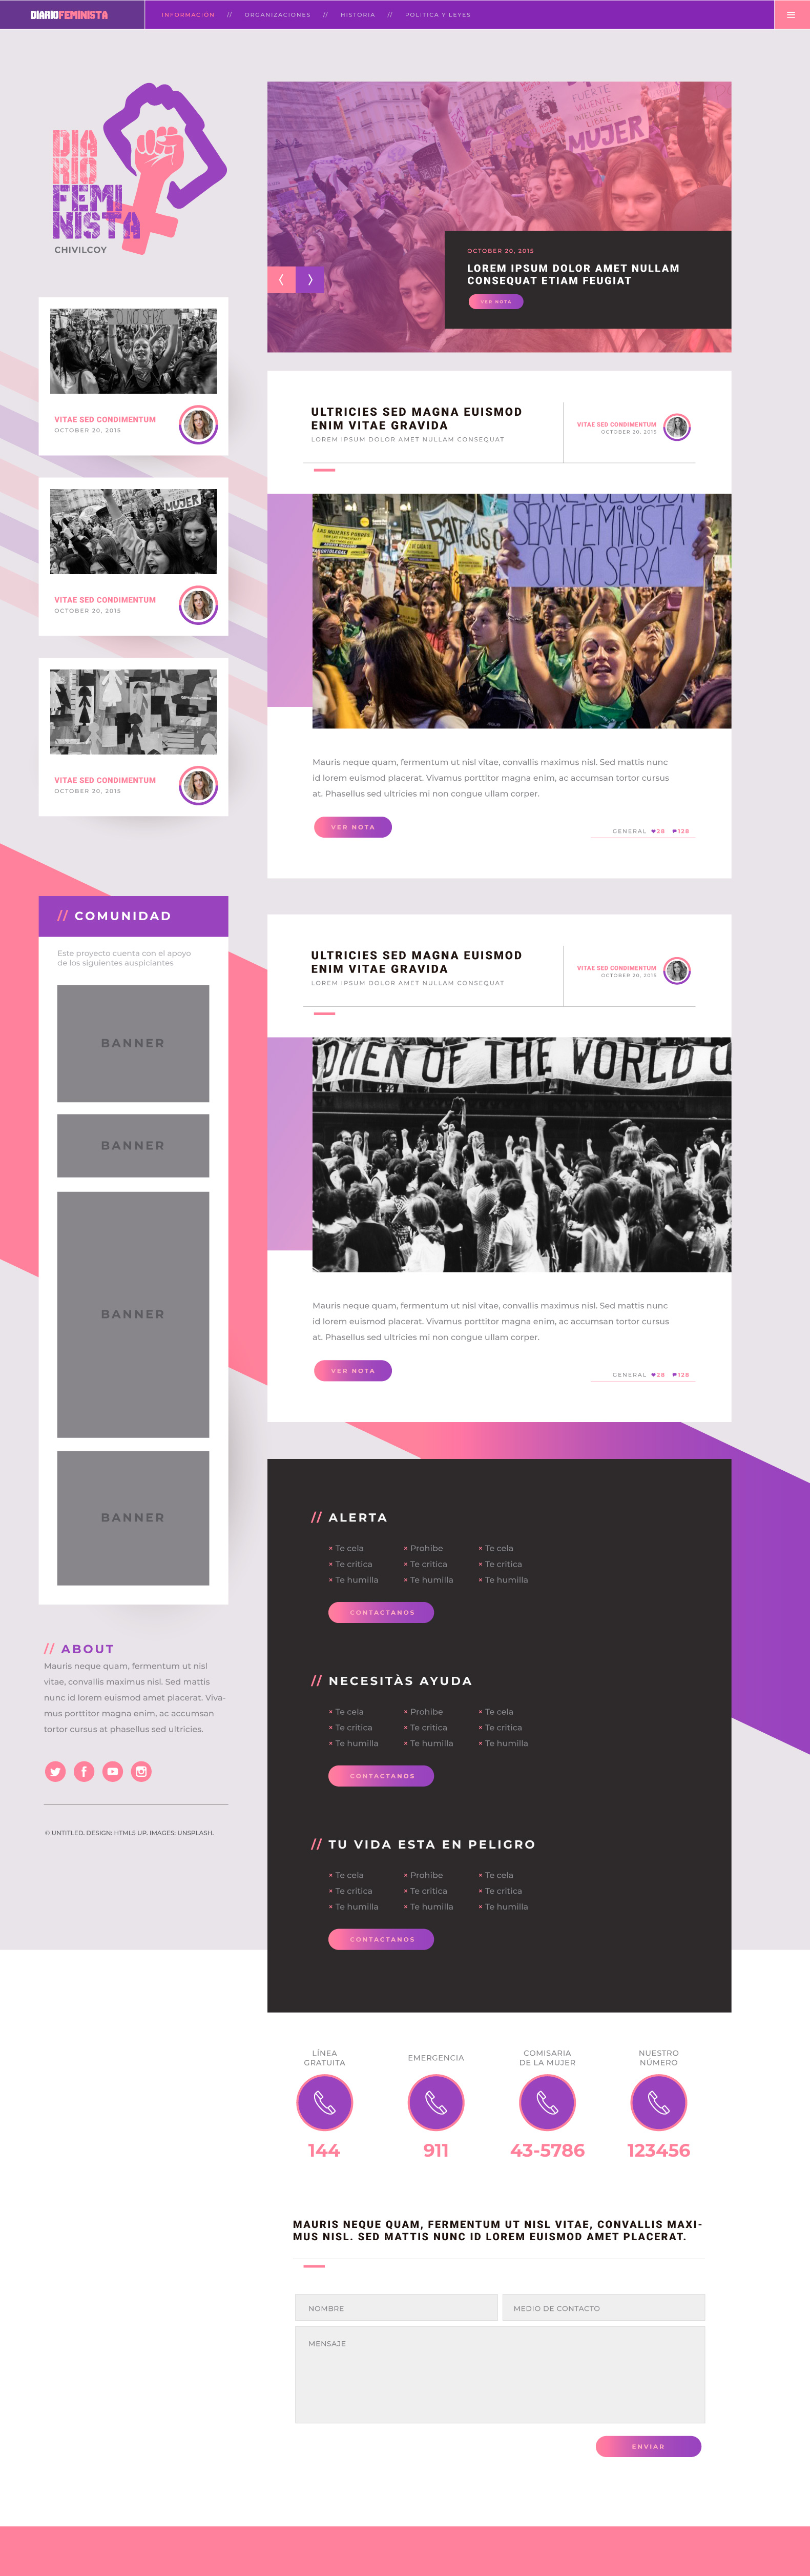 DIARIOFEMINISTA
INFORMACIÓN // ORGANIZACIONES // HISTORIA // POLITICA Y LEYES
DIA
RIO
FEMI
NISTA
CHIVILCOY
FUERTE
VALIENTE
INTELIGENTE
LIBRE
MUJER
OCTOBER 20, 2015
LOREM IPSUM DOLOR AMET NULLAM
CONSEQUAT ETIAM FEUGIAT
VER NOTA
O NO SERA
VITAE SED CONDIMENTUM
OCTOBER 20, 2015
MUJER
VITAE SED CONDIMENTUM
OCTOBER 20, 2015
VITAE SED CONDIMENTUM
OCTOBER 20, 2015
// COMUNIDAD
Este proyecto cuenta con el apoyo
de los siguientes auspiciantes
BANNER
BANNER
BANNER
BANNER
// ABOUT
Mauris neque quam, fermentum ut nisl
vitae, convallis maximus nisl. Sed mattis
nunc id lorem euismod amet placerat. Viva-
mus porttitor magna enim, ac accumsan
tortor cursus at phasellus sed ultricies.
© UNTITLED. DESIGN: HTML5 UP. IMAGES: UNSPLASH.
ULTRICIES SED MAGNA EUISMOD
ENIM VITAE GRAVIDA
LOREM IPSUM DOLOR AMET NULLAM CONSEQUAT
VITAE SED CONDIMENTUM
OCTOBER 20, 2015
LAS MUJERES POBRES
LA REVOLUCION
SERA FEMINISTA
O NO SERA
Mauris neque quam, fermentum ut nisl vitae, convallis maximus nisl. Sed mattis nunc
id lorem euismod placerat. Vivamus porttitor magna enim, ac accumsan tortor cursus
at. Phasellus sed ultricies mi non congue ullam corper.
VER NOTA
GENERAL 28 128
ULTRICIES SED MAGNA EUISMOD
ENIM VITAE GRAVIDA
LOREM IPSUM DOLOR AMET NULLAM CONSEQUAT
VITAE SED CONDIMENTUM
OCTOBER 20, 2015
OMEN OF THE WORLD U
Mauris neque quam, fermentum ut nisl vitae, convallis maximus nisl. Sed mattis nunc
id lorem euismod placerat. Vivamus porttitor magna enim, ac accumsan tortor cursus
at. Phasellus sed ultricies mi non congue ullam corper.
VER NOTA
GENERAL 28 128
// ALERTA
× Te cela × Prohibe × Te cela
× Te critica × Te critica × Te critica
× Te humilla × Te humilla × Te humilla
CONTACTANOS
// NECESITÀS AYUDA
× Te cela × Prohibe × Te cela
× Te critica × Te critica × Te critica
× Te humilla × Te humilla × Te humilla
CONTACTANOS
// TU VIDA ESTA EN PELIGRO
× Te cela × Prohibe × Te cela
× Te critica × Te critica × Te critica
× Te humilla × Te humilla × Te humilla
CONTACTANOS
LÍNEA
GRATUITA
144
EMERGENCIA
911
COMISARIA
DE LA MUJER
43-5786
NUESTRO
NÚMERO
123456
MAURIS NEQUE QUAM, FERMENTUM UT NISL VITAE, CONVALLIS MAXI-
MUS NISL. SED MATTIS NUNC ID LOREM EUISMOD AMET PLACERAT.
NOMBRE
MEDIO DE CONTACTO
MENSAJE
ENVIAR